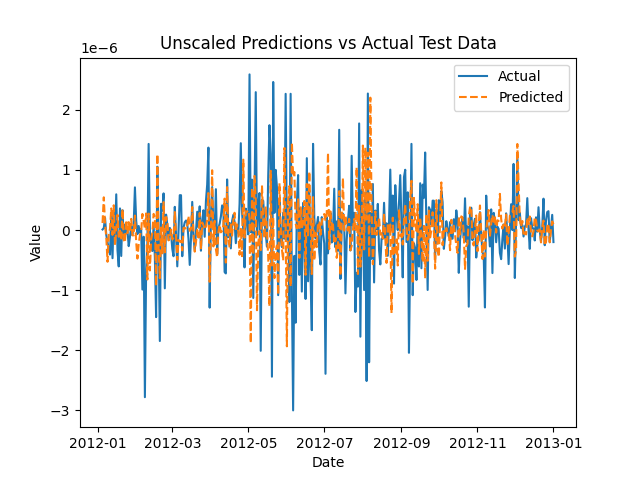 Unscaled Predictions vs Actual Test Data
1e−6
Actual
Predicted
2
1
0
−1
−2
−3
Value
2012-01
2012-03
2012-05
2012-07
2012-09
2012-11
2013-01
Date